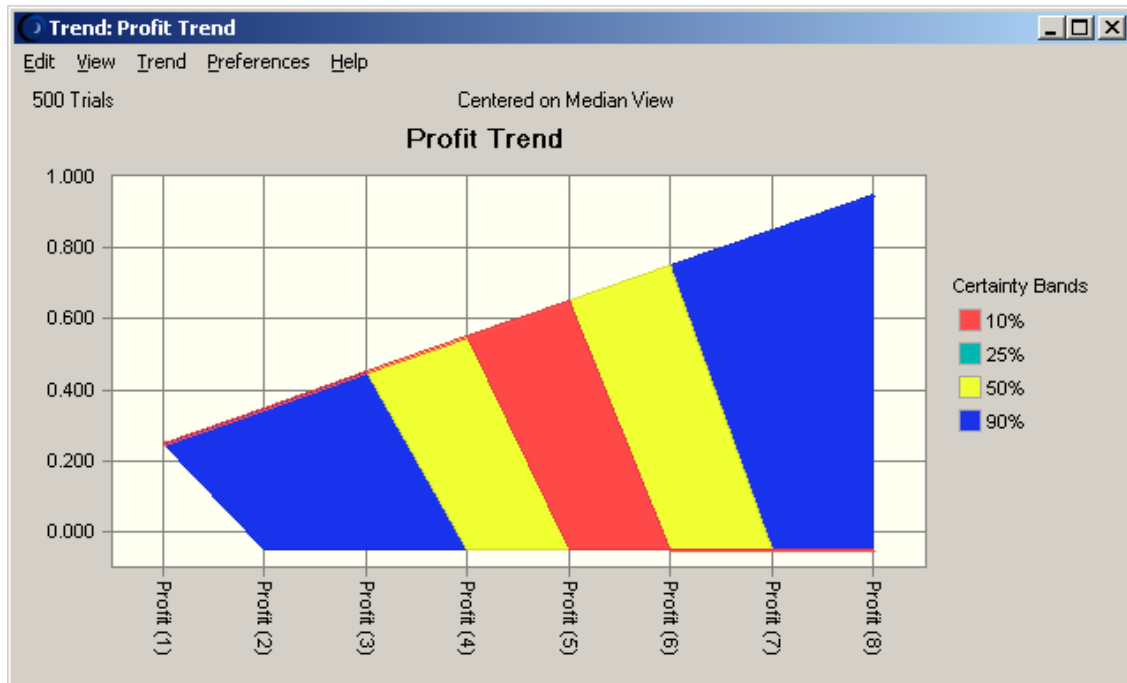 Trend: Profit Trend
Edit View Trend Preferences Help
500 Trials
Centered on Median View
Profit Trend
1.000
0.800
0.600
0.400
0.200
0.000
Profit (1)
Profit (2)
Profit (3)
Profit (4)
Profit (5)
Profit (6)
Profit (7)
Profit (8)
Certainty Bands
10%
25%
50%
90%